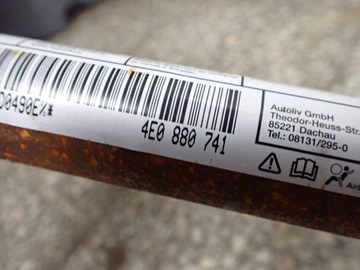 D0490E%*
4E0 880 741
Autoliv GmbH
Theodor-Heuss-Str.
85221 Dachau
Tel.: 08131/295-0